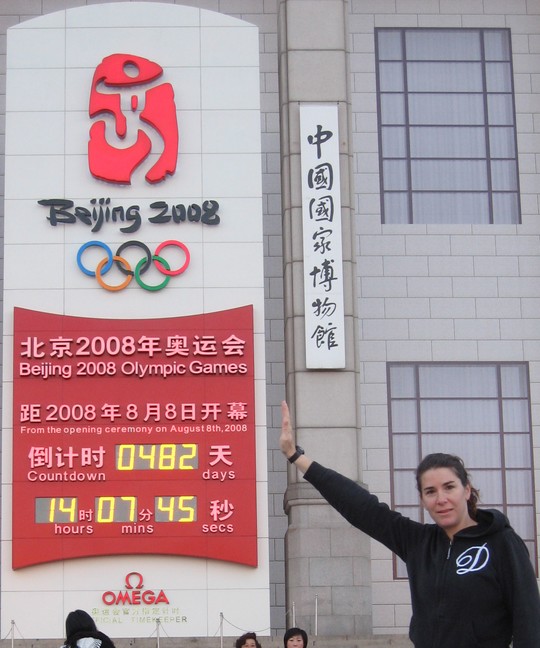 Beijing 2008
北京2008年奥运会
Beijing 2008 Olympic Games
距2008年8月8日开幕
From the opening ceremony on August 8th, 2008
倒计时 0482 天
Countdown days
14 时 07 分 45 秒
hours mins secs
Ω
OMEGA
OFFICIAL TIMEKEEPER
中國國家博物館
D